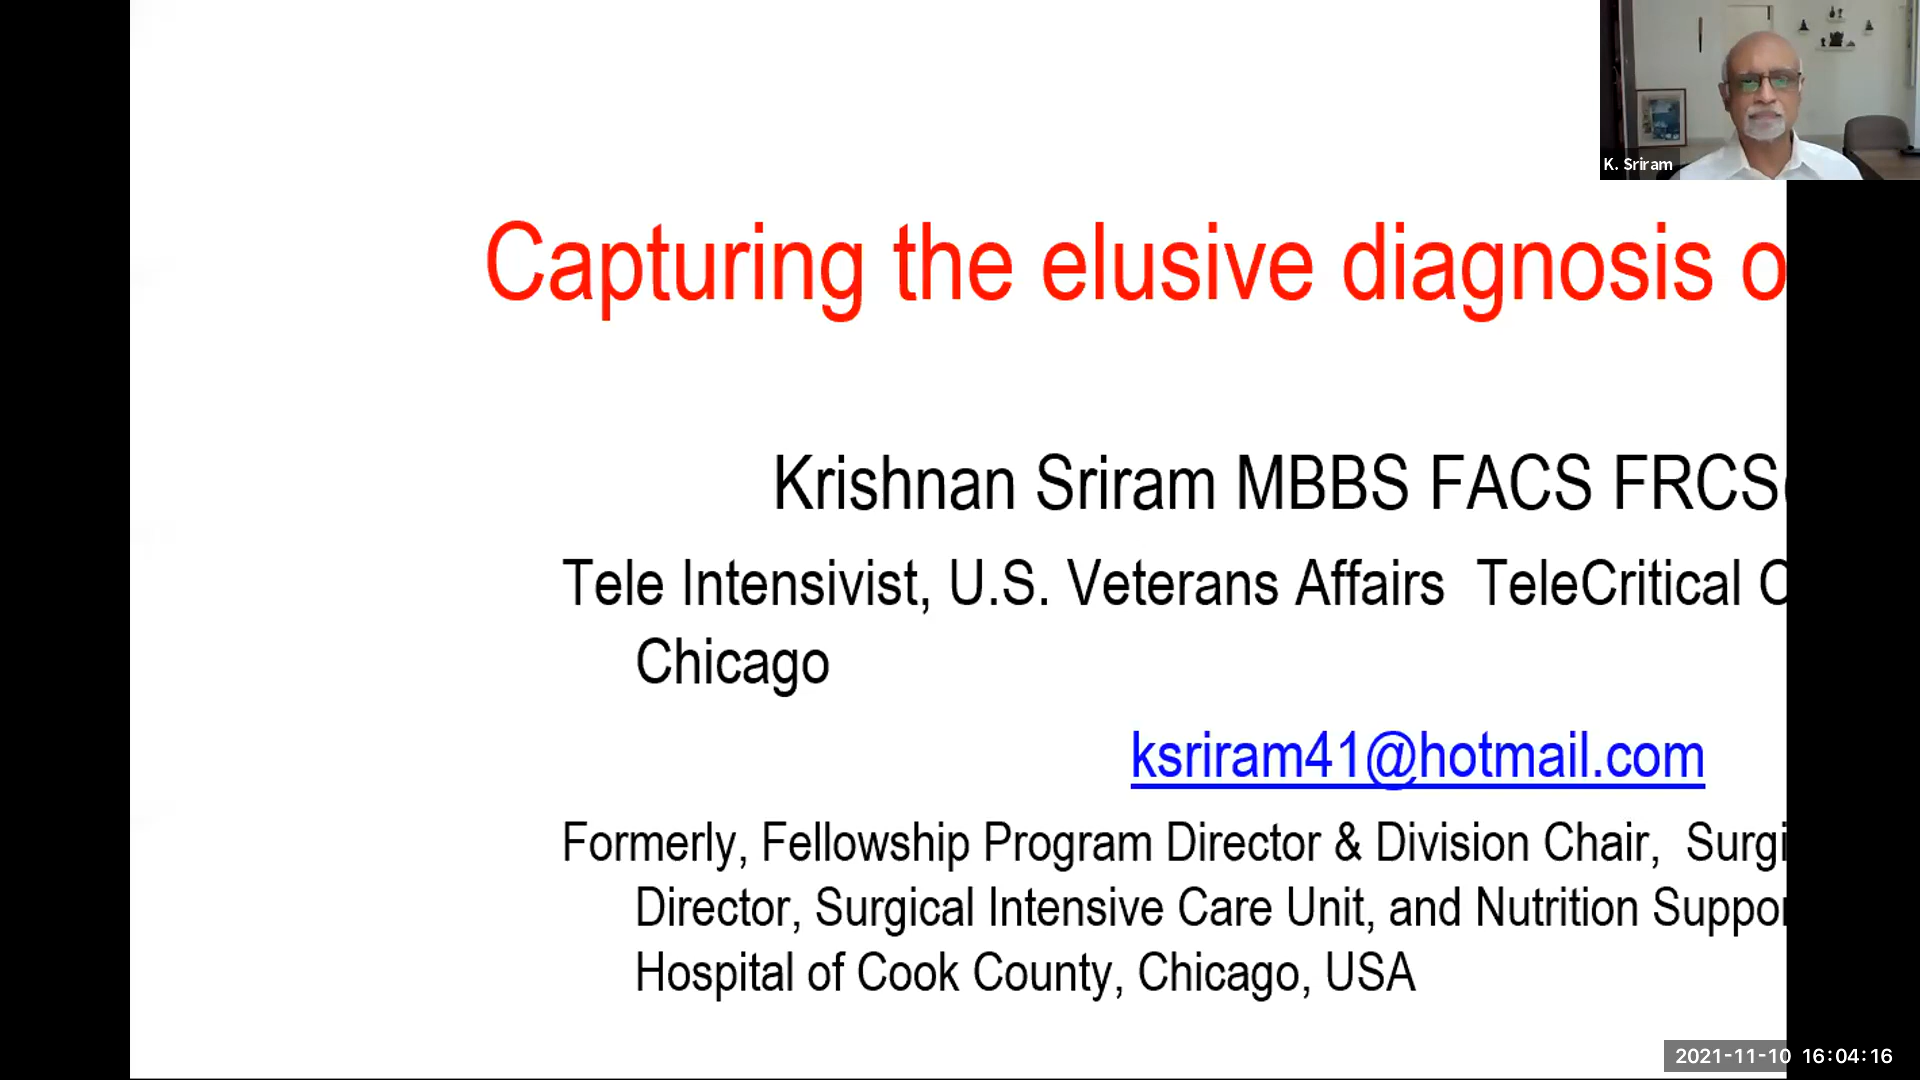 K. Sriram
Capturing the elusive diagnosis o
Krishnan Sriram MBBS FACS FRCS
Tele Intensivist, U.S. Veterans Affairs TeleCritical C
Chicago
ksriram41@hotmail.com
Formerly, Fellowship Program Director & Division Chair, Surgi
Director, Surgical Intensive Care Unit, and Nutrition Suppor
Hospital of Cook County, Chicago, USA
2021-11-10 16:04:16